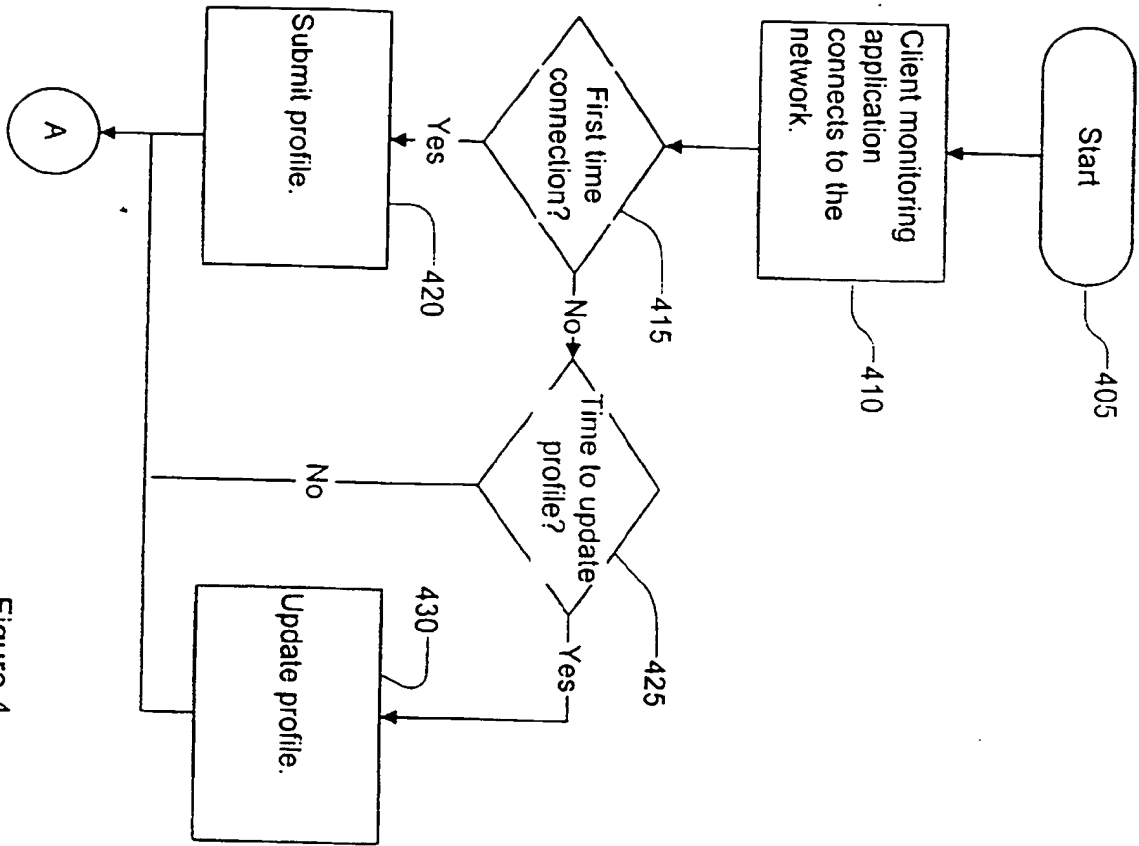 Start
405
Client monitoring
application
connects to the
network.
410
First time
connection?
415
Yes
No
Submit profile.
420
Time to update
profile?
425
No
Yes
Update profile.
430
A
Figure 4